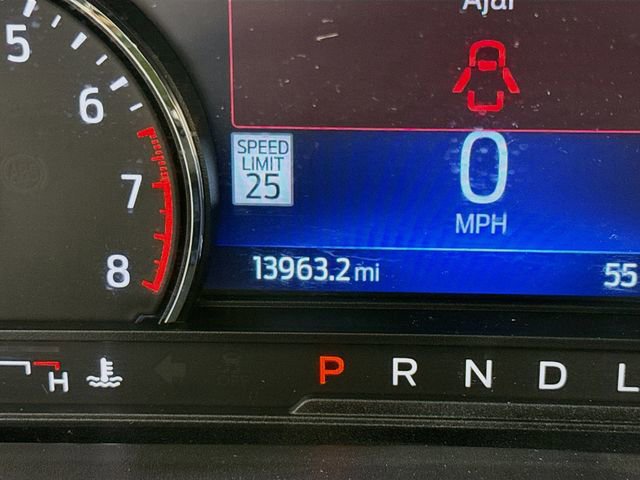 Ajar
5
6
7
8
SPEED
LIMIT
25
0
MPH
13963.2 mi
55
H
P R N D L